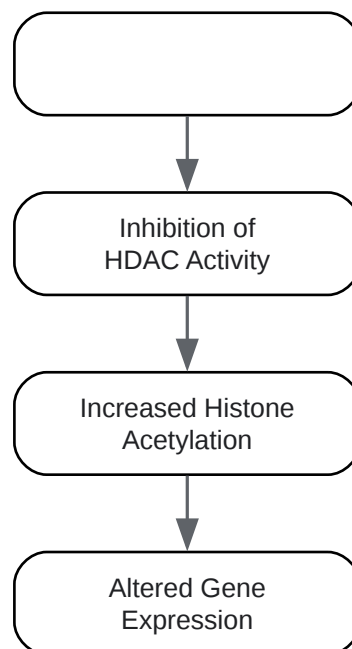 Inhibition of
HDAC Activity
Increased Histone
Acetylation
Altered Gene
Expression